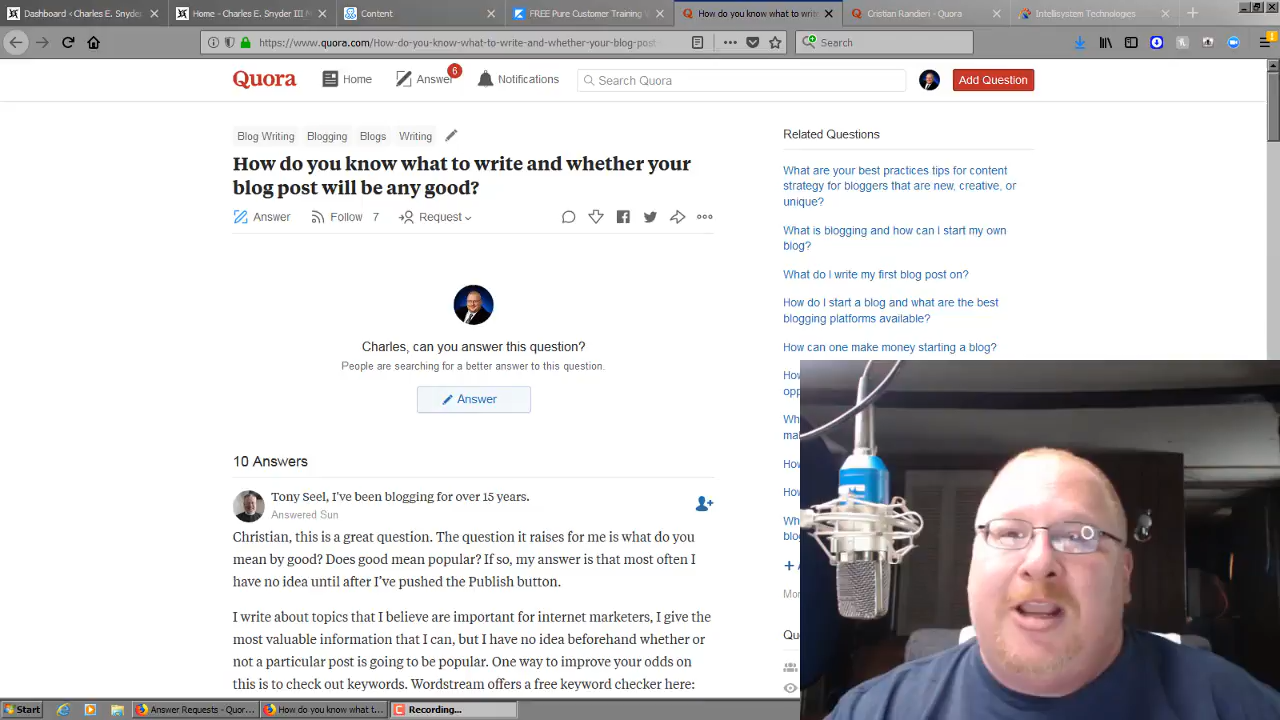 Dashboard ‹ Charles E. Snyde
Home - Charles E. Snyder III M
Content
FREE Pure Customer Training W
How do you know what to write
Cristian Randieri - Quora
Intellisystem Technologies
https://www.quora.com/How-do-you-know-what-to-write-and-whether-your-blog-post
Search
Quora
Home
Answer
6
Notifications
Search Quora
Add Question
Blog Writing
Blogging
Blogs
Writing
How do you know what to write and whether your
blog post will be any good?
Answer
Follow 7
Request
Charles, can you answer this question?
People are searching for a better answer to this question.
Answer
10 Answers
Tony Seel, I've been blogging for over 15 years.
Answered Sun
Christian, this is a great question. The question it raises for me is what do you
mean by good? Does good mean popular? If so, my answer is that most often I
have no idea until after I've pushed the Publish button.
I write about topics that I believe are important for internet marketers, I give the
most valuable information that I can, but I have no idea beforehand whether or
not a particular post is going to be popular. One way to improve your odds on
this is to check out keywords. Wordstream offers a free keyword checker here:
Related Questions
What are your best practices tips for content
strategy for bloggers that are new, creative, or
unique?
What is blogging and how can I start my own
blog?
What do I write my first blog post on?
How do I start a blog and what are the best
blogging platforms available?
How can one make money starting a blog?
Start
Answer Requests - Quor...
How do you know what t...
Recording...